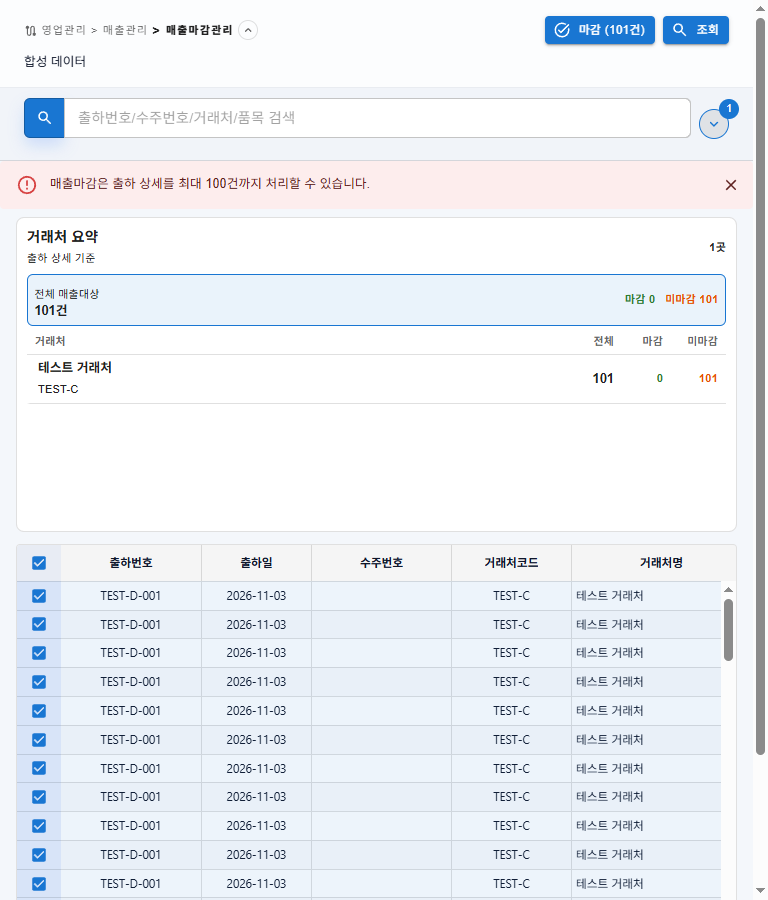 영업관리 > 매출관리 > 매출마감관리
마감 (101건)
조회
합성 데이터
출하번호/수주번호/거래처/품목 검색
1
매출마감은 출하 상세를 최대 100건까지 처리할 수 있습니다.
거래처 요약
출하 상세 기준
1곳
전체 매출대상
101건
마감 0 미마감 101
거래처 전체 마감 미마감
테스트 거래처
TEST-C
101 0 101
출하번호 출하일 수주번호 거래처코드 거래처명
TEST-D-001 2026-11-03 TEST-C 테스트 거래처
TEST-D-001 2026-11-03 TEST-C 테스트 거래처
TEST-D-001 2026-11-03 TEST-C 테스트 거래처
TEST-D-001 2026-11-03 TEST-C 테스트 거래처
TEST-D-001 2026-11-03 TEST-C 테스트 거래처
TEST-D-001 2026-11-03 TEST-C 테스트 거래처
TEST-D-001 2026-11-03 TEST-C 테스트 거래처
TEST-D-001 2026-11-03 TEST-C 테스트 거래처
TEST-D-001 2026-11-03 TEST-C 테스트 거래처
TEST-D-001 2026-11-03 TEST-C 테스트 거래처
TEST-D-001 2026-11-03 TEST-C 테스트 거래처